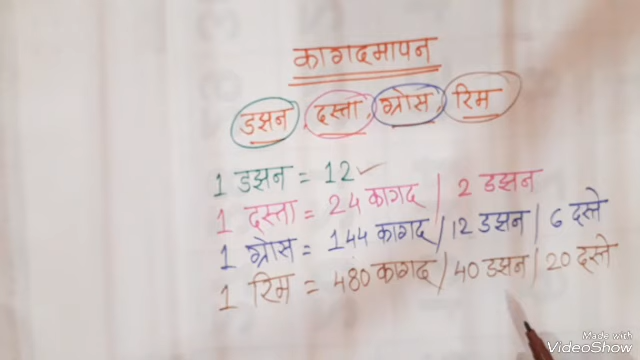 कागदमापन
डझन, दस्ता, ग्रोस, रिम
1 डझन = 12 ✓
1 दस्ता = 24 कागद / 2 डझन
1 ग्रोस = 144 कागद / 12 डझन / 6 दस्ते
1 रिम = 480 कागद / 40 डझन / 20 दस्ते
Made with
VideoShow